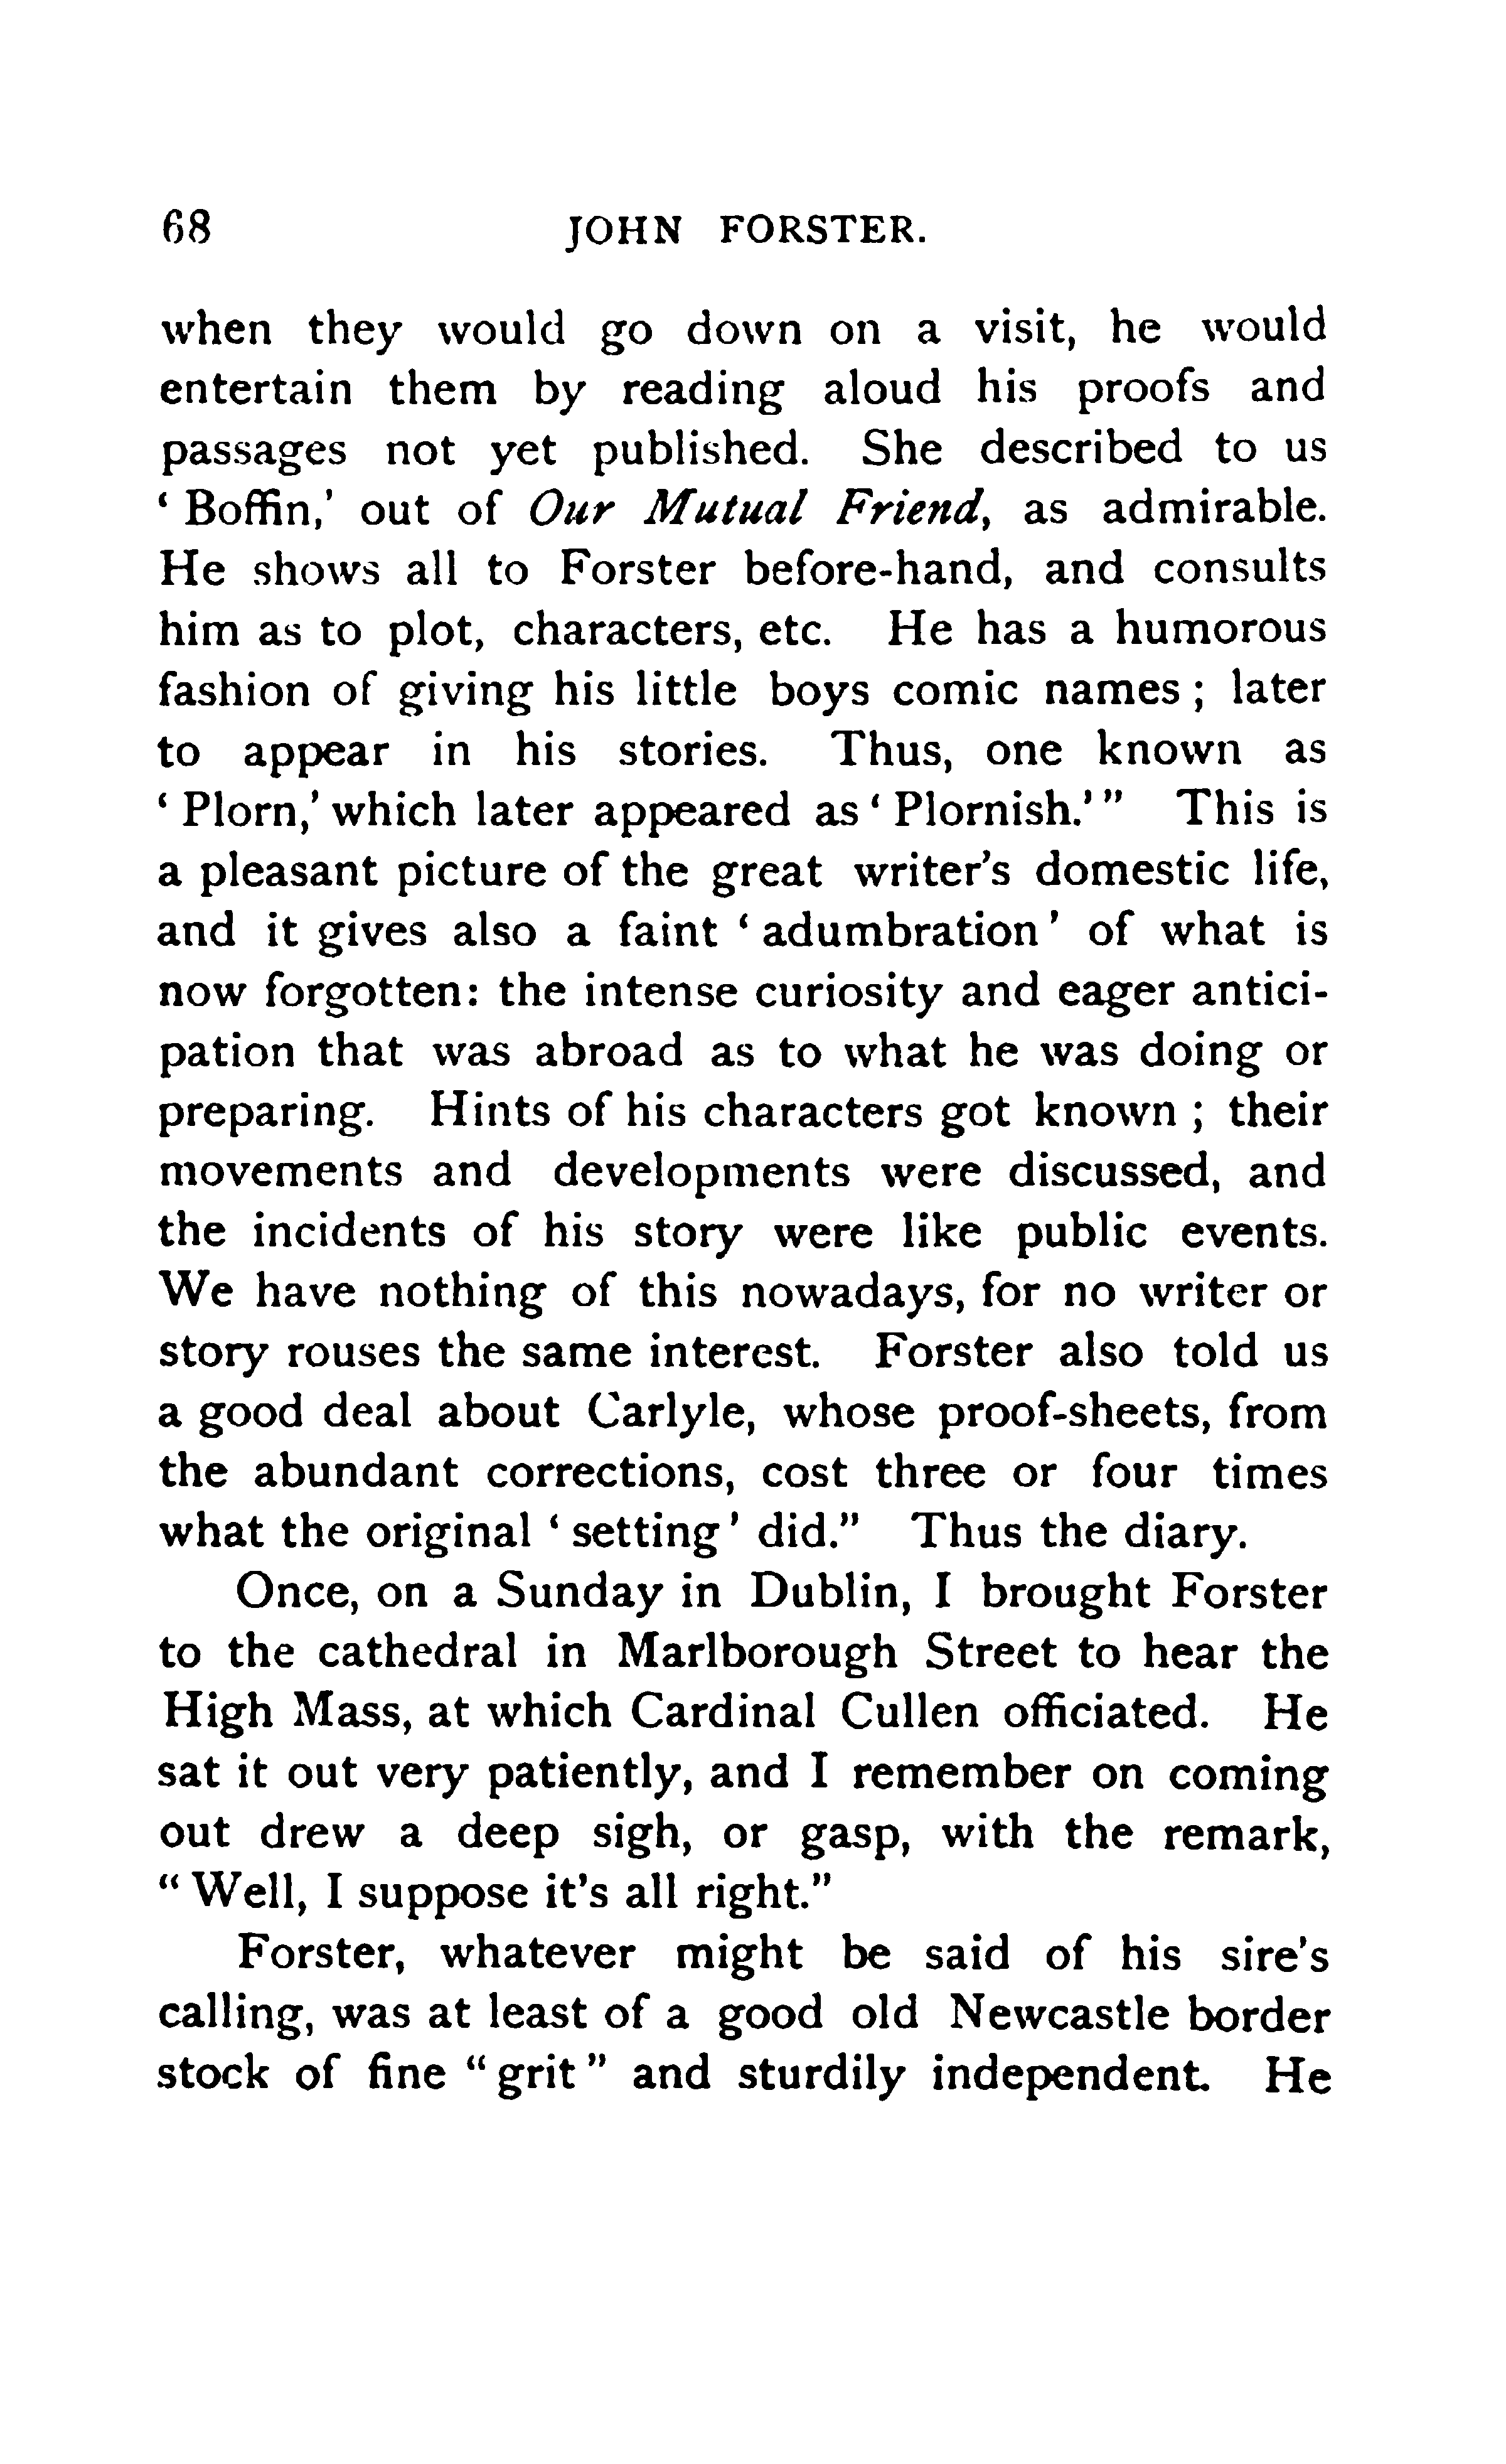 68 JOHN FORSTER.
when they would go down on a visit, he would
entertain them by reading aloud his proofs and
passages not yet published. She described to us
‘ Boffin,’ out of Our Mutual Friend, as admirable.
He shows all to Forster before-hand, and consults
him as to plot, characters, etc. He has a humorous
fashion of giving his little boys comic names ; later
to appear in his stories. Thus, one known as
‘ Plorn,’ which later appeared as ‘ Plornish.’ ” This is
a pleasant picture of the great writer’s domestic life,
and it gives also a faint ‘ adumbration ’ of what is
now forgotten: the intense curiosity and eager antici-
pation that was abroad as to what he was doing or
preparing. Hints of his characters got known ; their
movements and developments were discussed, and
the incidents of his story were like public events.
We have nothing of this nowadays, for no writer or
story rouses the same interest. Forster also told us
a good deal about Carlyle, whose proof-sheets, from
the abundant corrections, cost three or four times
what the original ‘ setting ’ did.” Thus the diary.
Once, on a Sunday in Dublin, I brought Forster
to the cathedral in Marlborough Street to hear the
High Mass, at which Cardinal Cullen officiated. He
sat it out very patiently, and I remember on coming
out drew a deep sigh, or gasp, with the remark,
“ Well, I suppose it’s all right.”
Forster, whatever might be said of his sire’s
calling, was at least of a good old Newcastle border
stock of fine “ grit ” and sturdily independent. He